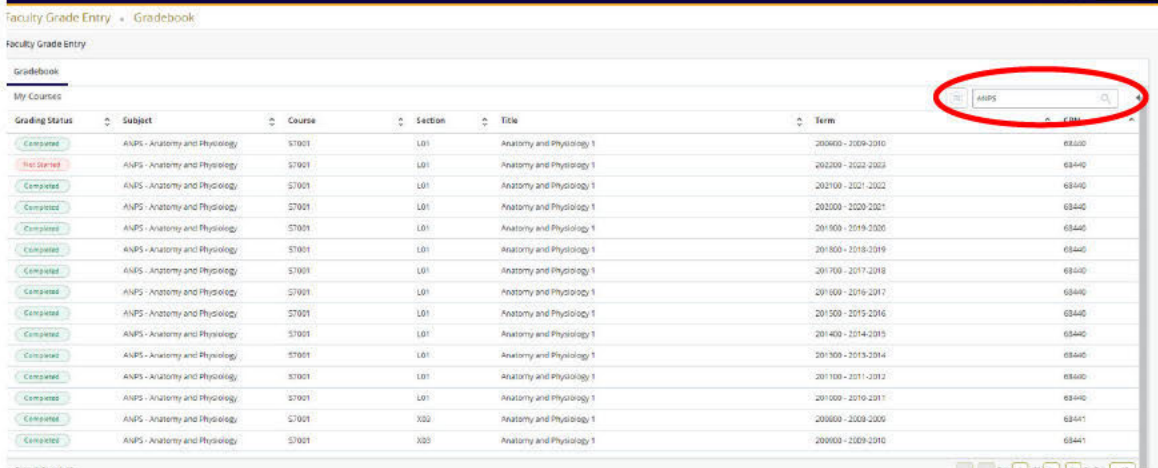 Faculty Grade Entry • Gradebook
Faculty Grade Entry
Gradebook
My Courses ANPS
Grading Status Subject Course Section Title Term CRN
Completed ANPS - Anatomy and Physiology S7001 L01 Anatomy and Physiology 1 200900 - 2009-2010 68440
Not Started ANPS - Anatomy and Physiology S7001 L01 Anatomy and Physiology 1 202200 - 2022-2023 68440
Completed ANPS - Anatomy and Physiology S7001 L01 Anatomy and Physiology 1 202100 - 2021-2022 68440
Completed ANPS - Anatomy and Physiology S7001 L01 Anatomy and Physiology 1 202000 - 2020-2021 68440
Completed ANPS - Anatomy and Physiology S7001 L01 Anatomy and Physiology 1 201900 - 2019-2020 68440
Completed ANPS - Anatomy and Physiology S7001 L01 Anatomy and Physiology 1 201800 - 2018-2019 68440
Completed ANPS - Anatomy and Physiology S7001 L01 Anatomy and Physiology 1 201700 - 2017-2018 68440
Completed ANPS - Anatomy and Physiology S7001 L01 Anatomy and Physiology 1 201600 - 2016-2017 68440
Completed ANPS - Anatomy and Physiology S7001 L01 Anatomy and Physiology 1 201500 - 2015-2016 68440
Completed ANPS - Anatomy and Physiology S7001 L01 Anatomy and Physiology 1 201400 - 2014-2015 68440
Completed ANPS - Anatomy and Physiology S7001 L01 Anatomy and Physiology 1 201300 - 2013-2014 68440
Completed ANPS - Anatomy and Physiology S7001 L01 Anatomy and Physiology 1 201100 - 2011-2012 68440
Completed ANPS - Anatomy and Physiology S7001 L01 Anatomy and Physiology 1 201000 - 2010-2011 68440
Completed ANPS - Anatomy and Physiology S7001 X03 Anatomy and Physiology 1 200800 - 2008-2009 68441
Completed ANPS - Anatomy and Physiology S7001 X03 Anatomy and Physiology 1 200900 - 2009-2010 68441